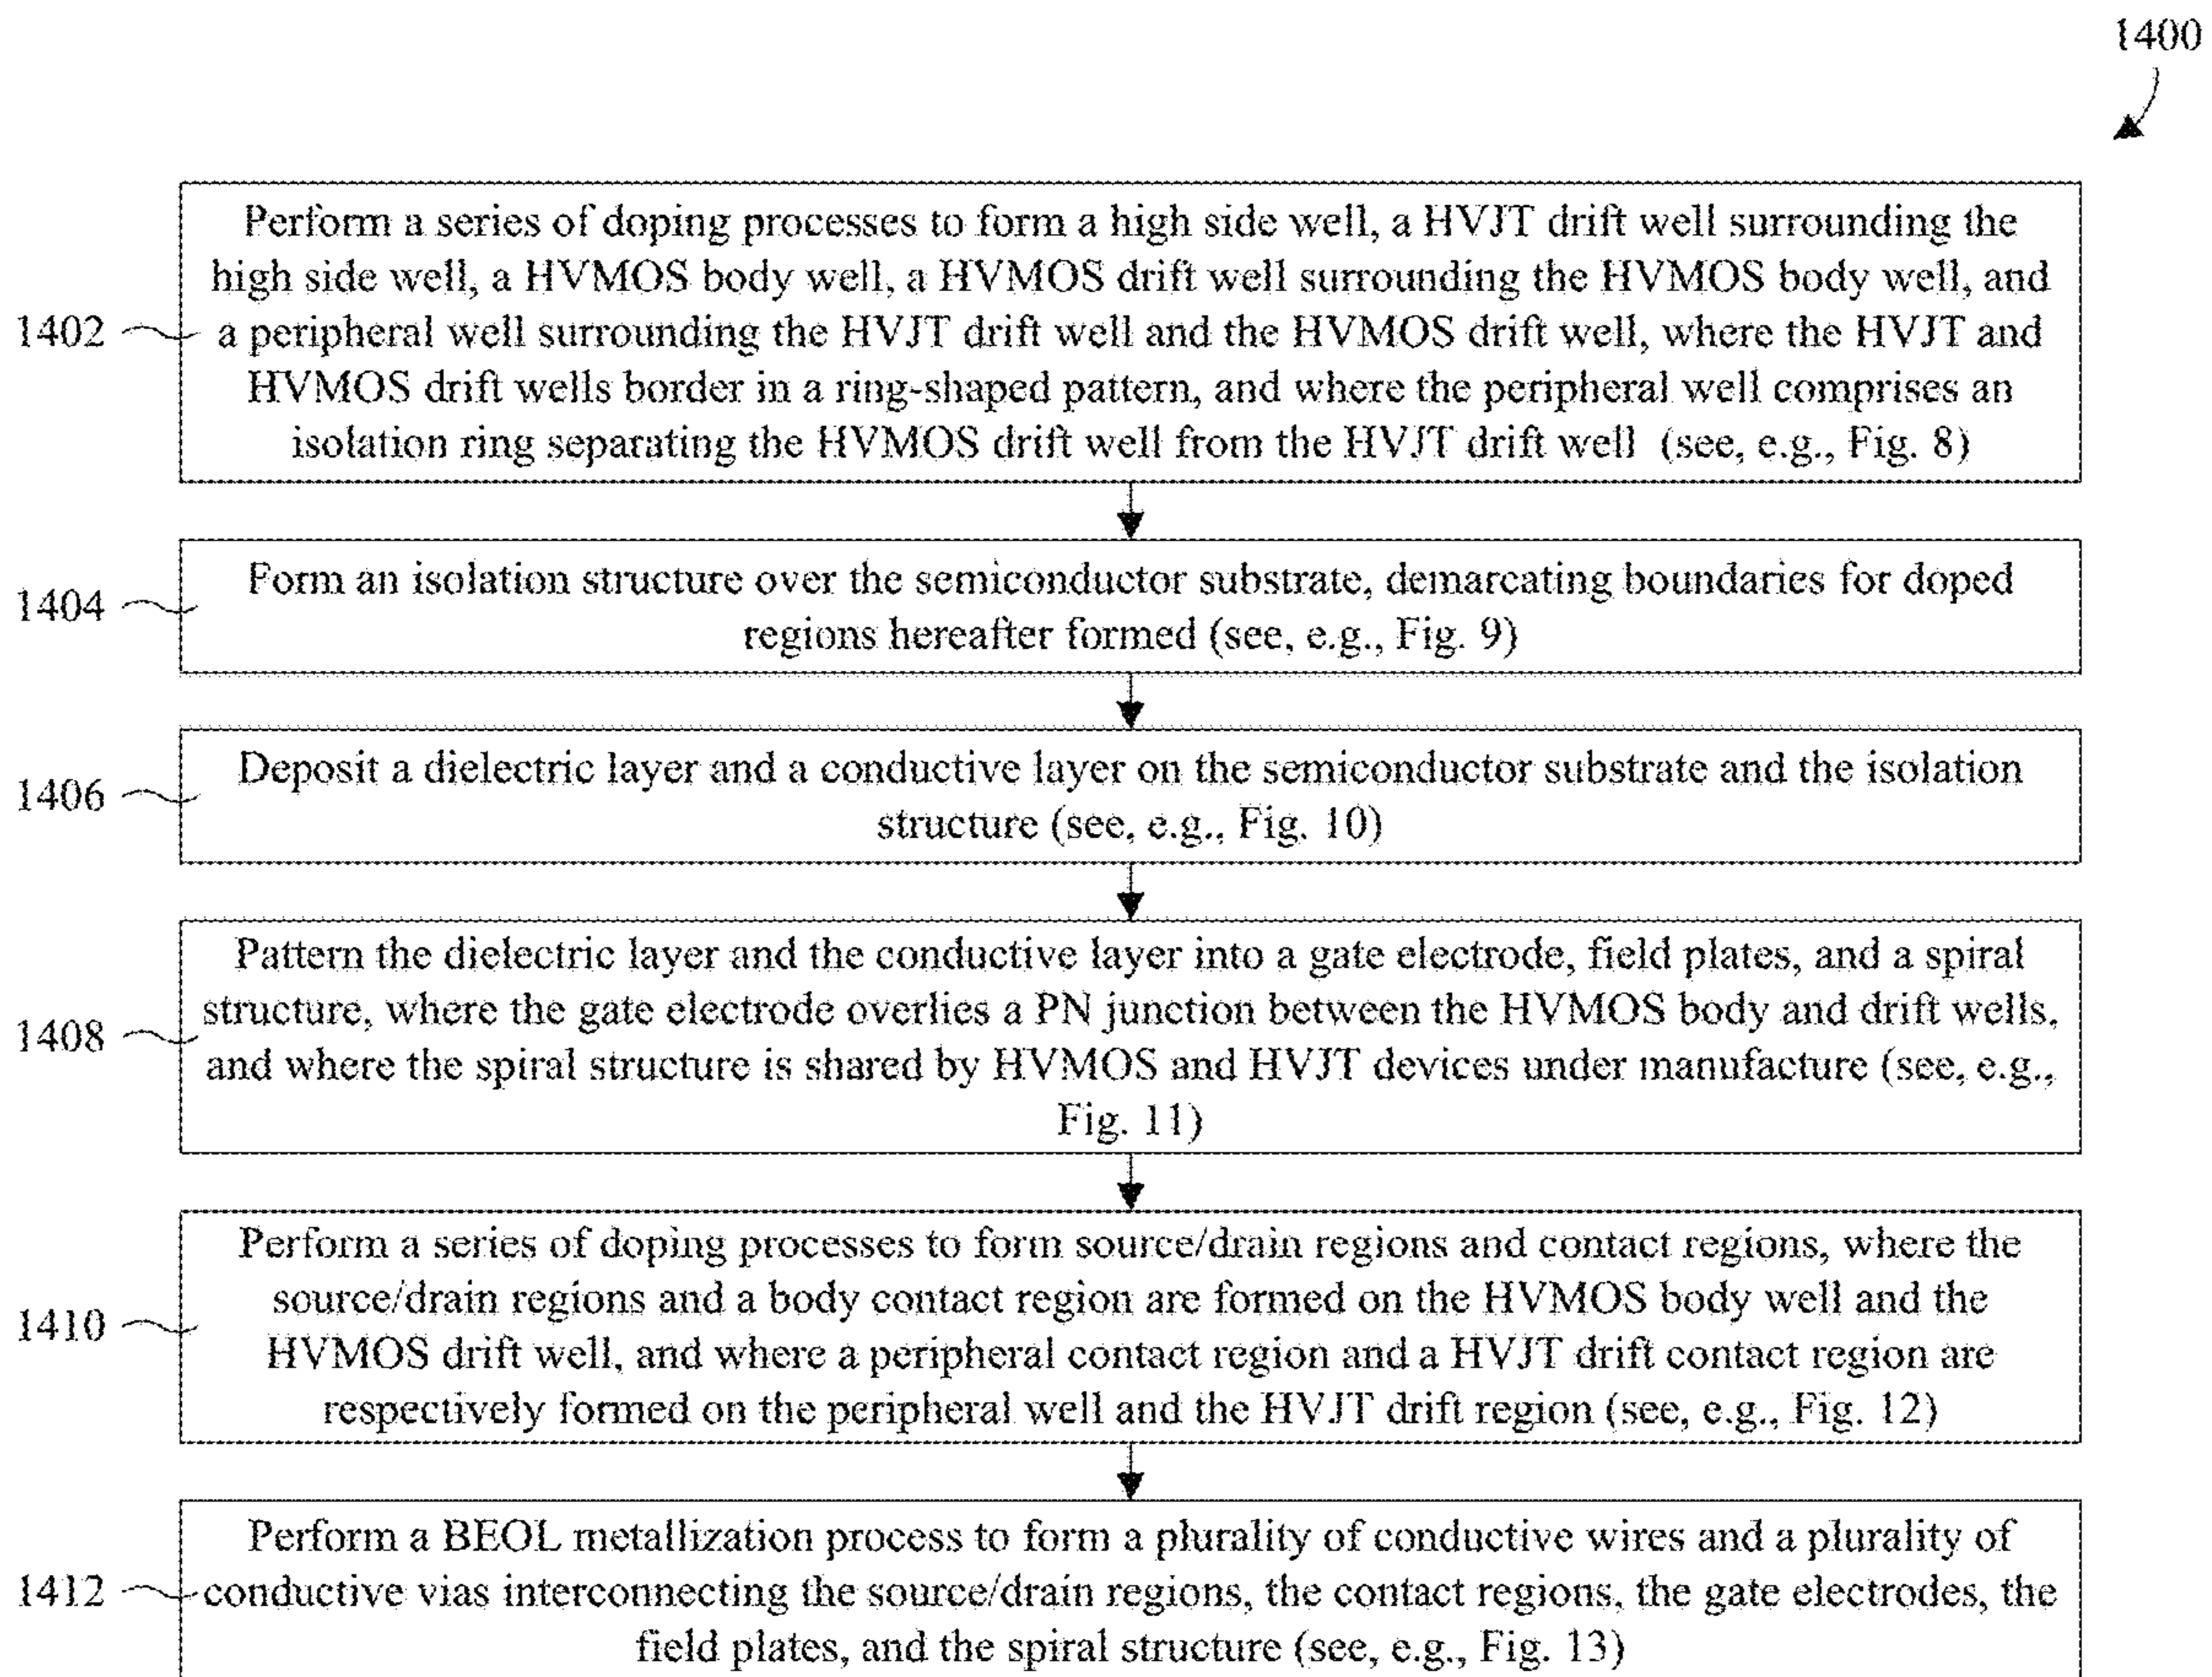 1400
Perform a series of doping processes to form a high side well, a HVJT drift well surrounding the
high side well, a HVMOS body well, a HVMOS drift well surrounding the HVMOS body well, and
1402
a peripheral well surrounding the HVJT drift well and the HVMOS drift well, where the HVJT and
HVMOS drift wells border in a ring-shaped pattern, and where the peripheral well comprises an
isolation ring separating the HVMOS drift well from the HVJT drift well (see, e.g., Fig. 8)
1404
Form an isolation structure over the semiconductor substrate, demarcating boundaries for doped
regions hereafter formed (see, e.g., Fig. 9)
1406
Deposit a dielectric layer and a conductive layer on the semiconductor substrate and the isolation
structure (see, e.g., Fig. 10)
Pattern the dielectric layer and the conductive layer into a gate electrode, field plates, and a spiral
structure, where the gate electrode overlies a PN junction between the HVMOS body and drift wells,
1408
and where the spiral structure is shared by HVMOS and HVJT devices under manufacture (see, e.g.,
Fig. 11)
Perform a series of doping processes to form source/drain regions and contact regions, where the
source/drain regions and a body contact region are formed on the HVMOS body well and the
1410
HVMOS drift well, and where a peripheral contact region and a HVJT drift contact region are
respectively formed on the peripheral well and the HVJT drift region (see, e.g., Fig. 12)
Perform a BEOL metallization process to form a plurality of conductive wires and a plurality of
1412
conductive vias interconnecting the source/drain regions, the contact regions, the gate electrodes, the
field plates, and the spiral structure (see, e.g., Fig. 13)